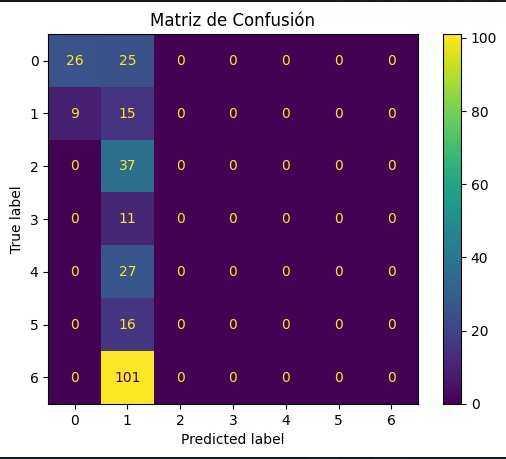 Matriz de Confusión
0 26 25 0 0 0 0 0
1 9 15 0 0 0 0 0
2 0 37 0 0 0 0 0
3 0 11 0 0 0 0 0
4 0 27 0 0 0 0 0
5 0 16 0 0 0 0 0
6 0 101 0 0 0 0 0
0 1 2 3 4 5 6
True label
Predicted label
100
80
60
40
20
0